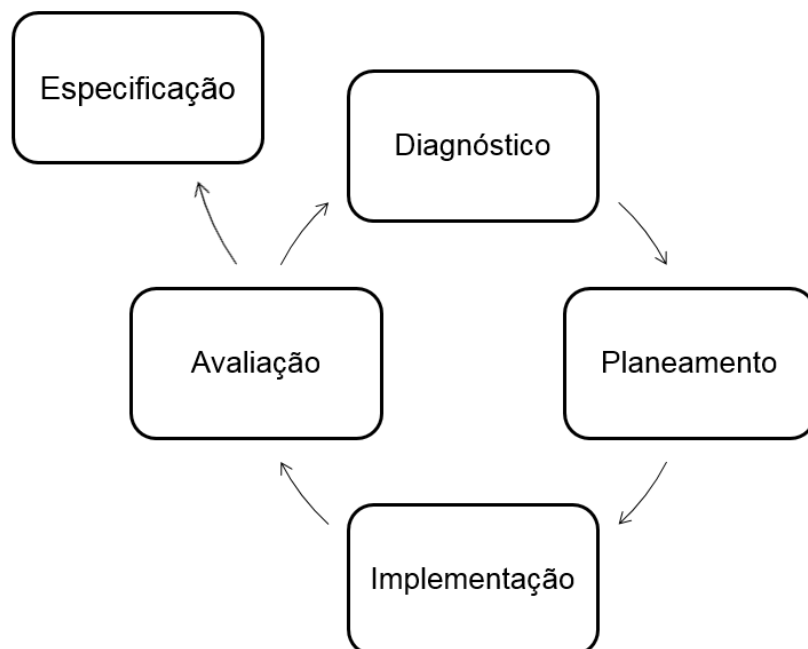 Especificação
Diagnóstico
Avaliação
Planeamento
Implementação